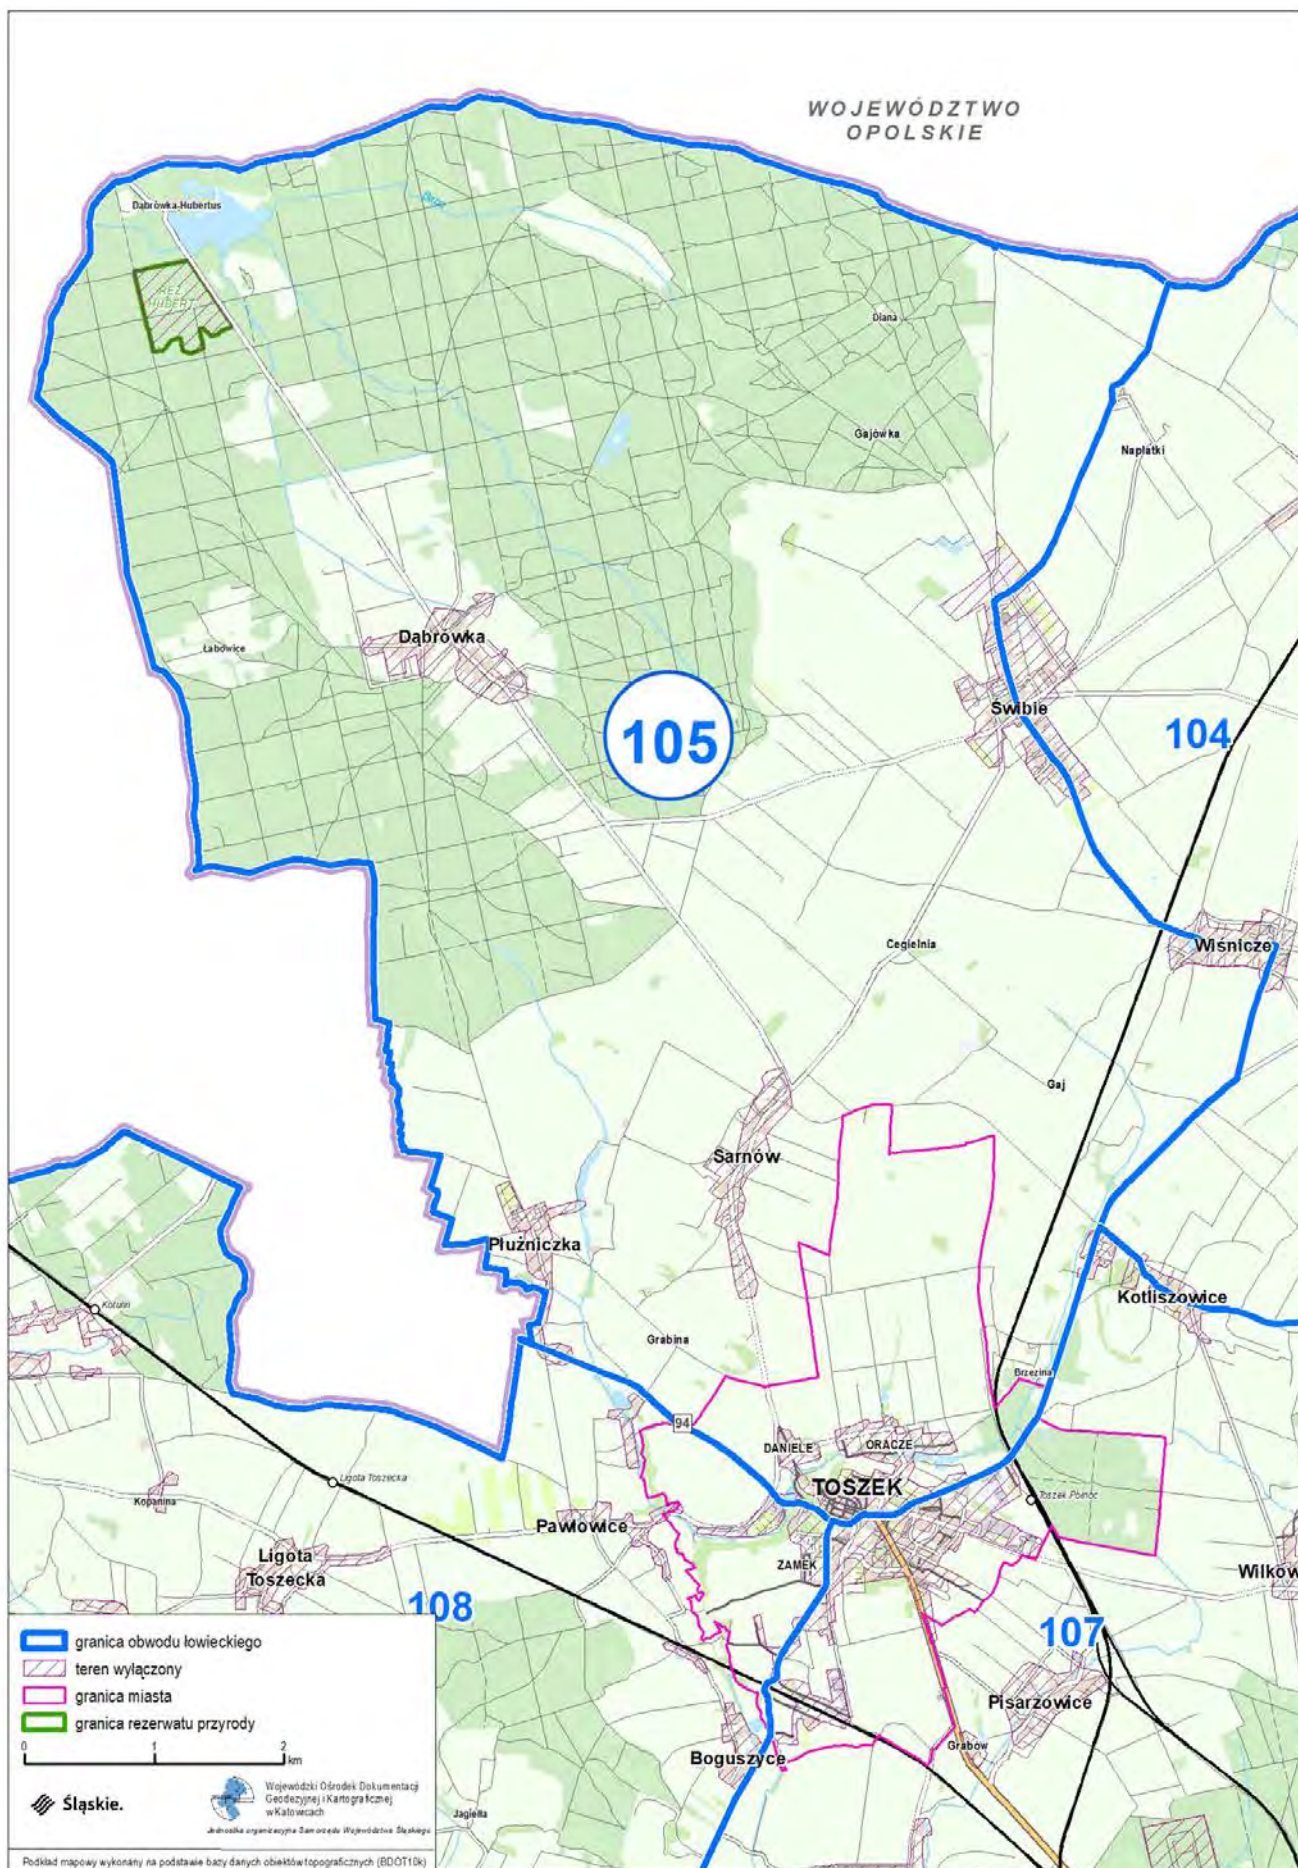 WOJEWÓDZTWO
OPOLSKIE
Dąbrówka-Hubertus
REZ.
Diana
Gajówka
Napłatki
Dąbrówka
Łabowice
105
Świbie
104
Wiśnicze
Cegielnia
Gaj
Sarnów
Płużniczka
Kotliszowice
Kotulin
Grabina
Brzezina
94
DANIELE
ORACZE
TOSZEK
Ligota Toszecka
Toszek Północ
Kopanina
Pawłowice
Ligota
Toszecka
ZAMEK
Wilkow
108
107
Pisarzowice
Grabów
Boguszyce
Jagiella
granica obwodu łowieckiego
teren wyłączony
granica miasta
granica rezerwatu przyrody
0 1 2
km
Śląskie.
Wojewódzki Ośrodek Dokumentacji
Geodezyjnej i Kartograficznej
w Katowicach
Jednostka organizacyjna Samorządu Województwa Śląskiego
Podkład mapowy wykonany na podstawie bazy danych obiektów topograficznych (BDOT10k)